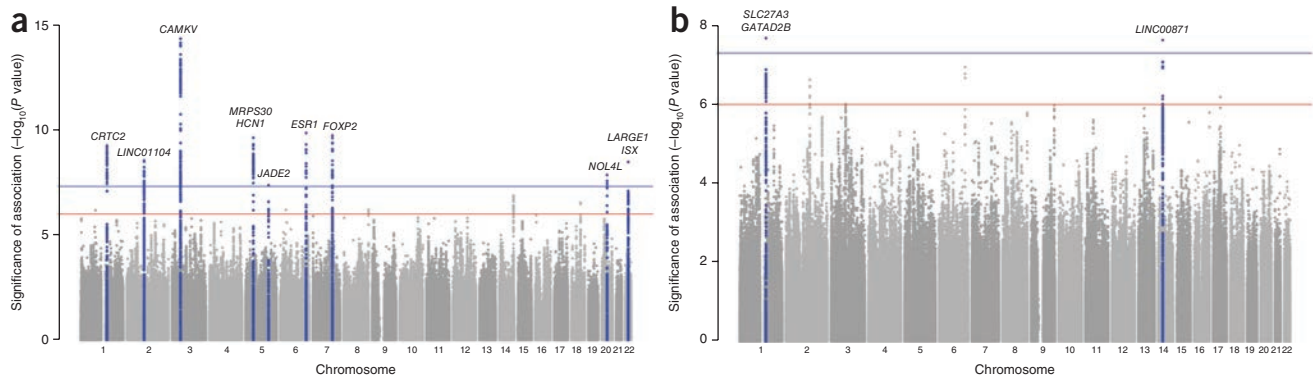 a
15
10
5
0
Significance of association (–log10(P value))
CRTC2
LINC01104
CAMKV
MRPS30
HCN1
JADE2
ESR1 FOXP2
NOL4L
LARGE1
ISX
1 2 3 4 5 6 7 8 9 10 11 12 13 14 15 16 17 18 19 20 21 22
Chromosome
b
8
6
4
2
0
Significance of association (–log10(P value))
SLC27A3
GATAD2B
LINC00871
1 2 3 4 5 6 7 8 9 10 11 12 13 14 15 16 17 18 19 20 21 22
Chromosome